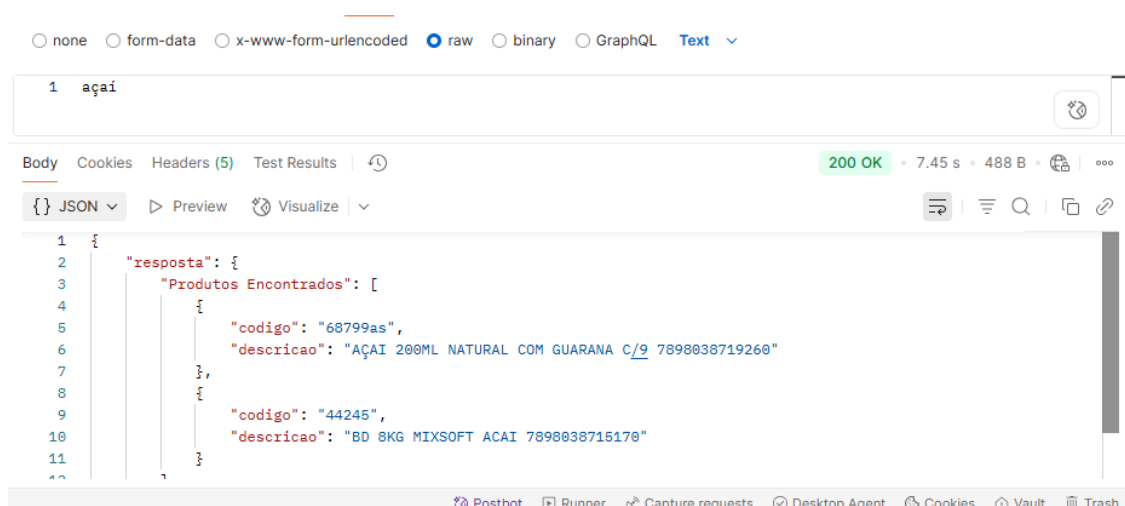 none form-data x-www-form-urlencoded raw binary GraphQL Text
1 açaí
Body Cookies Headers (5) Test Results 200 OK • 7.45 s • 488 B •
{} JSON Preview Visualize
1 {
2 "resposta": {
3 "Produtos Encontrados": [
4 {
5 "codigo": "68799as",
6 "descricao": "AÇAI 200ML NATURAL COM GUARANA C/9 7898038719260"
7 },
8 {
9 "codigo": "44245",
10 "descricao": "BD 8KG MIXSOFT ACAI 7898038715170"
11 }
12 ]
Postbot Runner Capture requests Desktop Agent Cookies Vault Trash